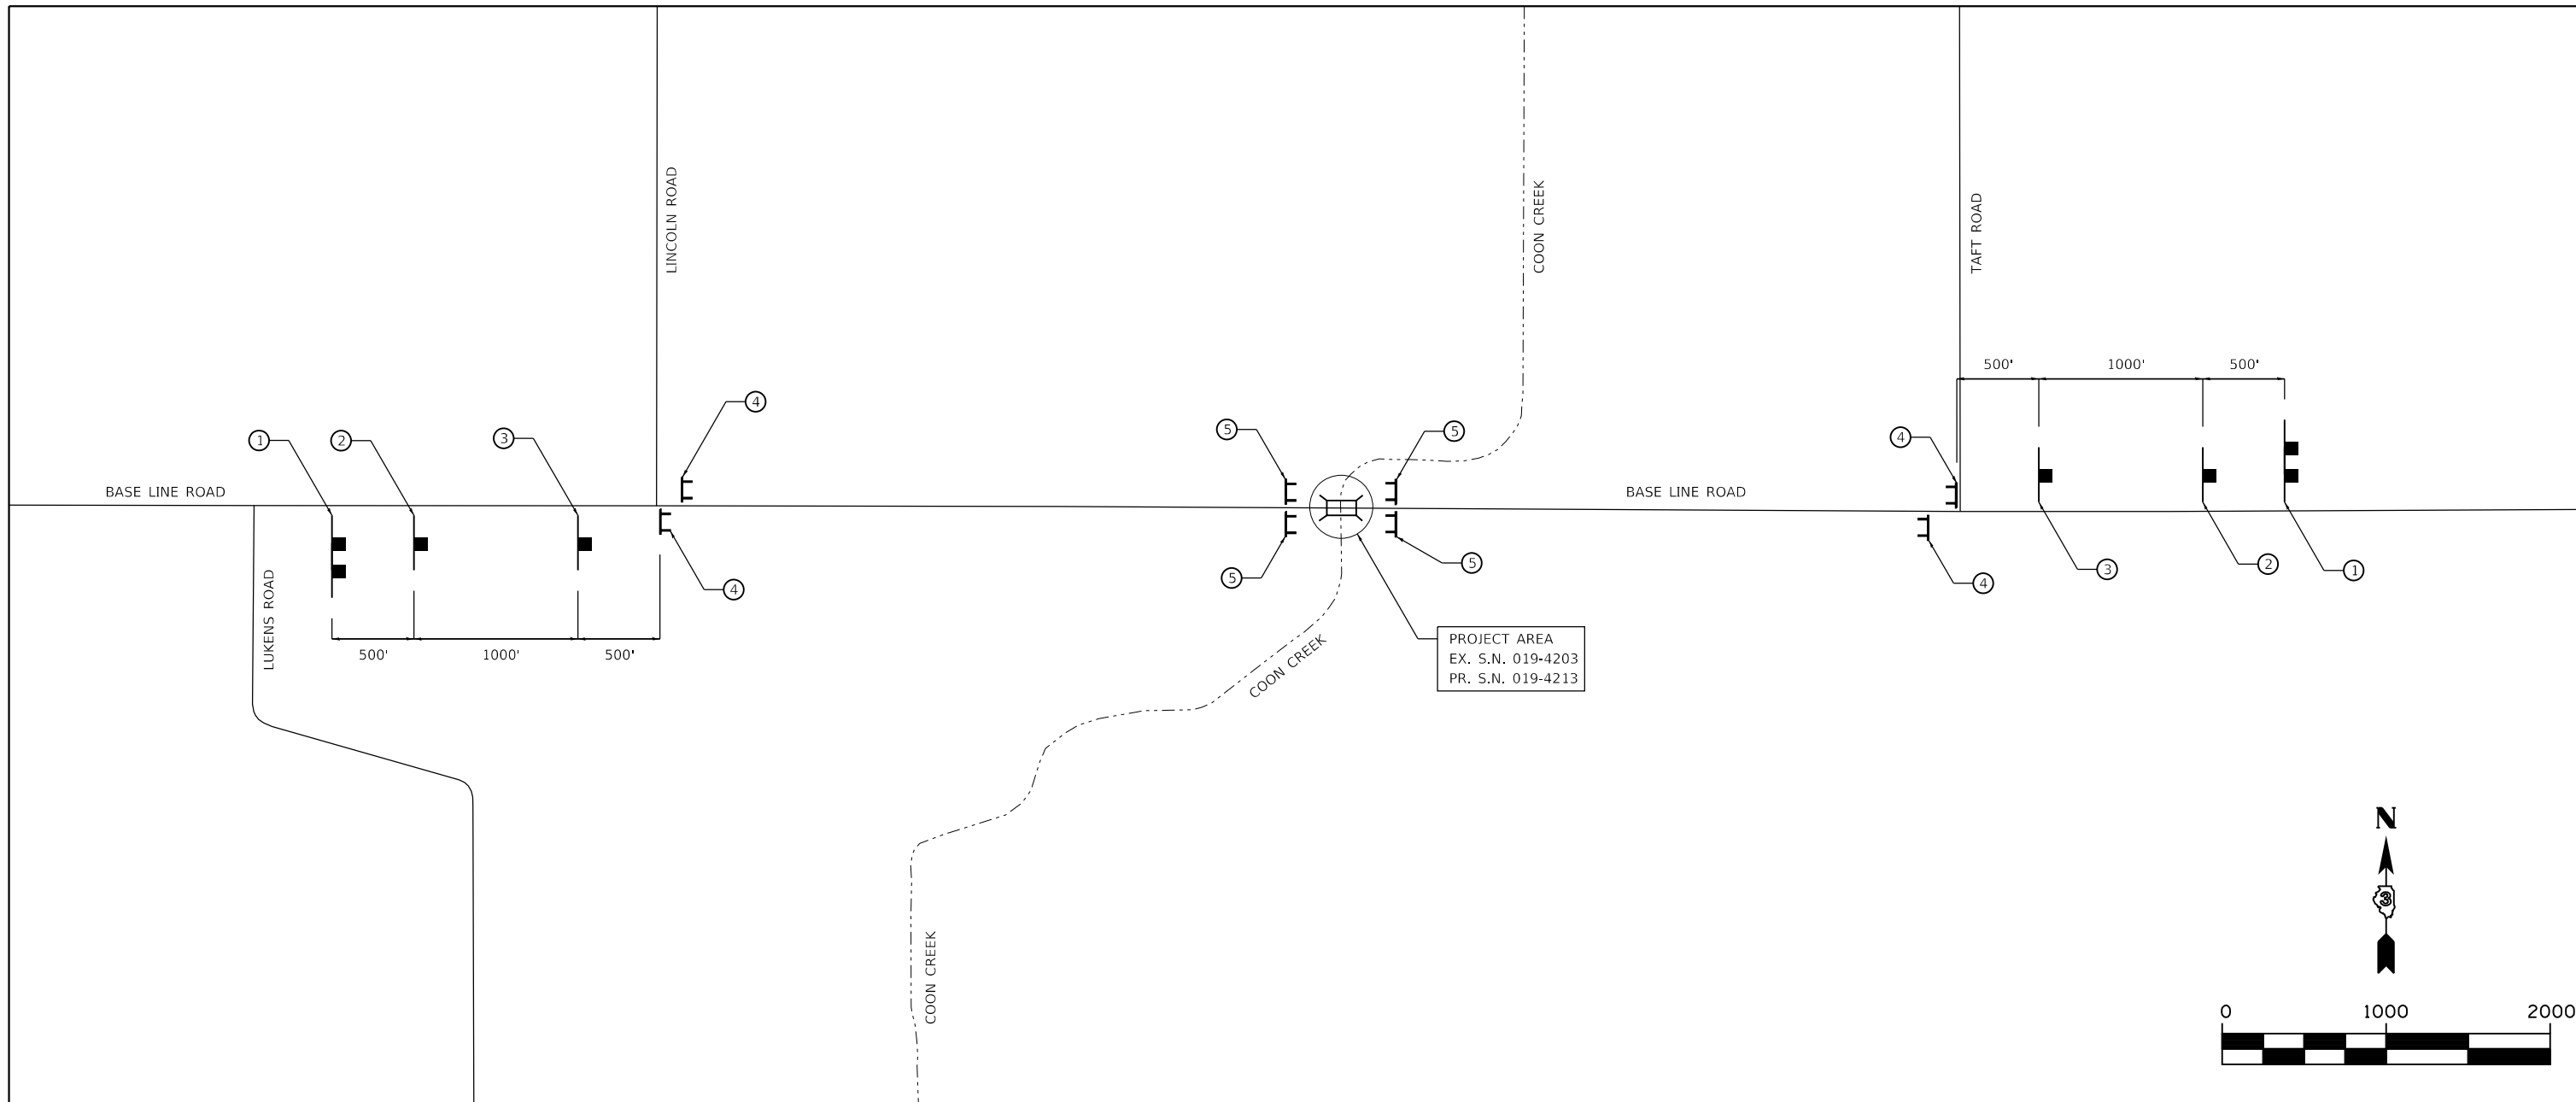 LINCOLN ROAD
COON CREEK
TAFT ROAD
500' 1000' 500'
4
1 2 3 5 5 4
BASE LINE ROAD
BASE LINE ROAD
4 5 5 4 3 2 1
LUKENS ROAD
500' 1000' 500'
PROJECT AREA
EX. S.N. 019-4203
PR. S.N. 019-4213
COON CREEK
COON CREEK
N
3
0 1000 2000